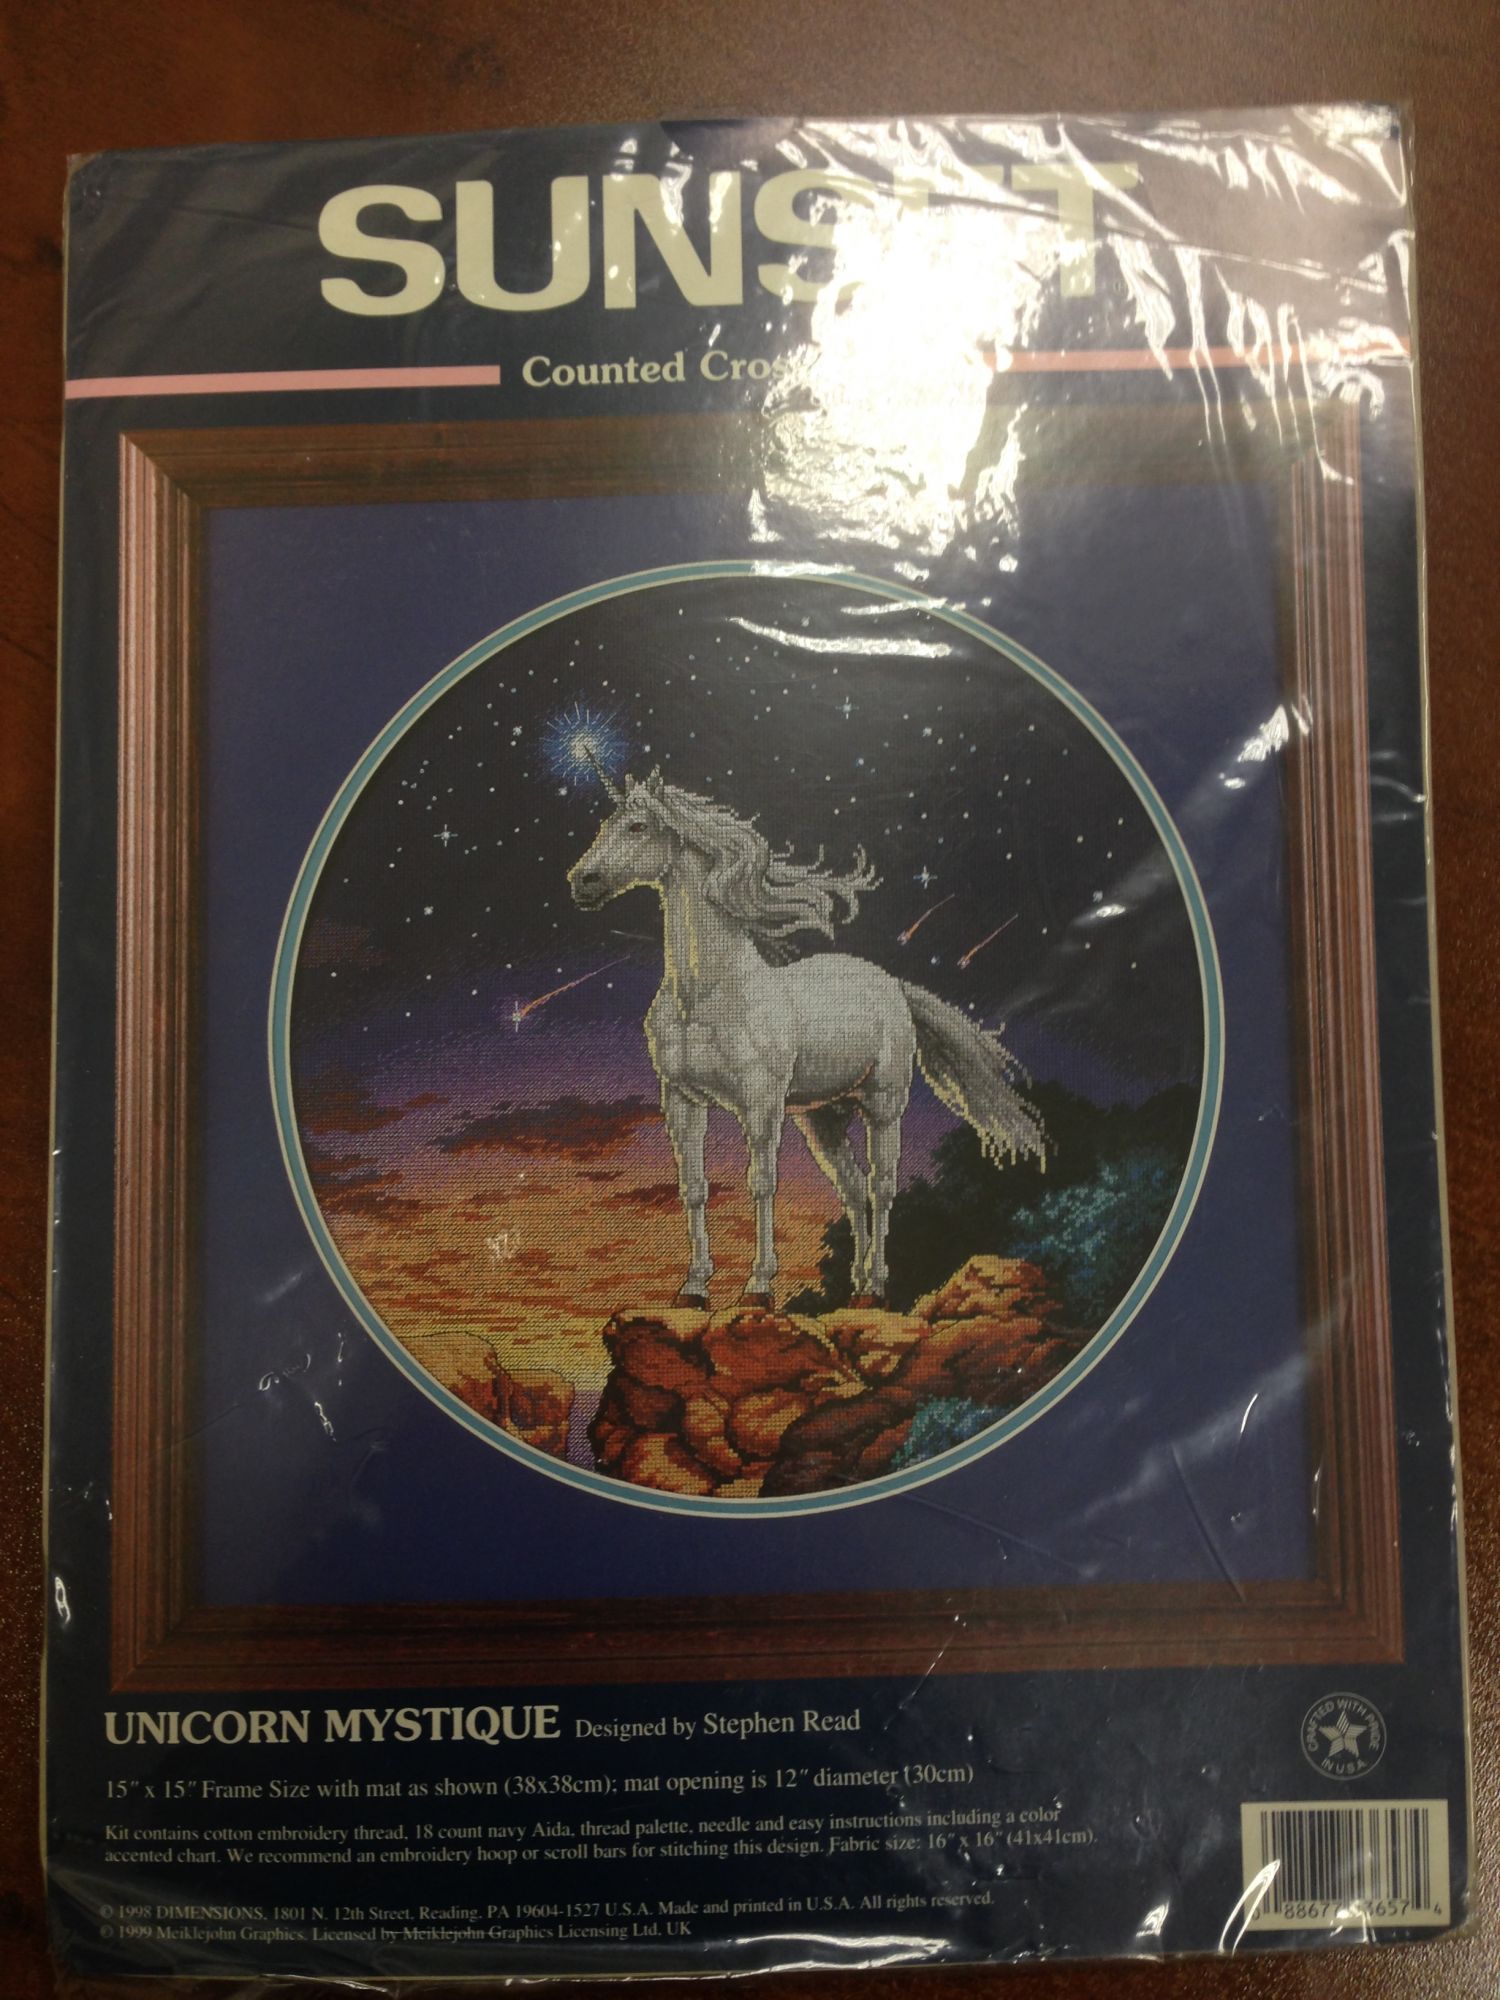 SUNSET
Counted Cros
UNICORN MYSTIQUE Designed by Stephen Read
15" x 15" Frame Size with mat as shown (38x38cm); mat opening is 12" diameter (30cm)
Kit contains cotton embroidery thread, 18 count navy Aida, thread palette, needle and easy instructions including a color
accented chart. We recommend an embroidery hoop or scroll bars for stitching this design. Fabric size: 16" x 16" (41x41cm).
© 1998 DIMENSIONS, 1801 N. 12th Street, Reading, PA 19604-1527 U.S.A. Made and printed in U.S.A. All rights reserved.
© 1999 Meiklejohn Graphics. Licensed by Meiklejohn Graphics Licensing Ltd. UK
CRAFTED WITH PRIDE
IN U.S.A.